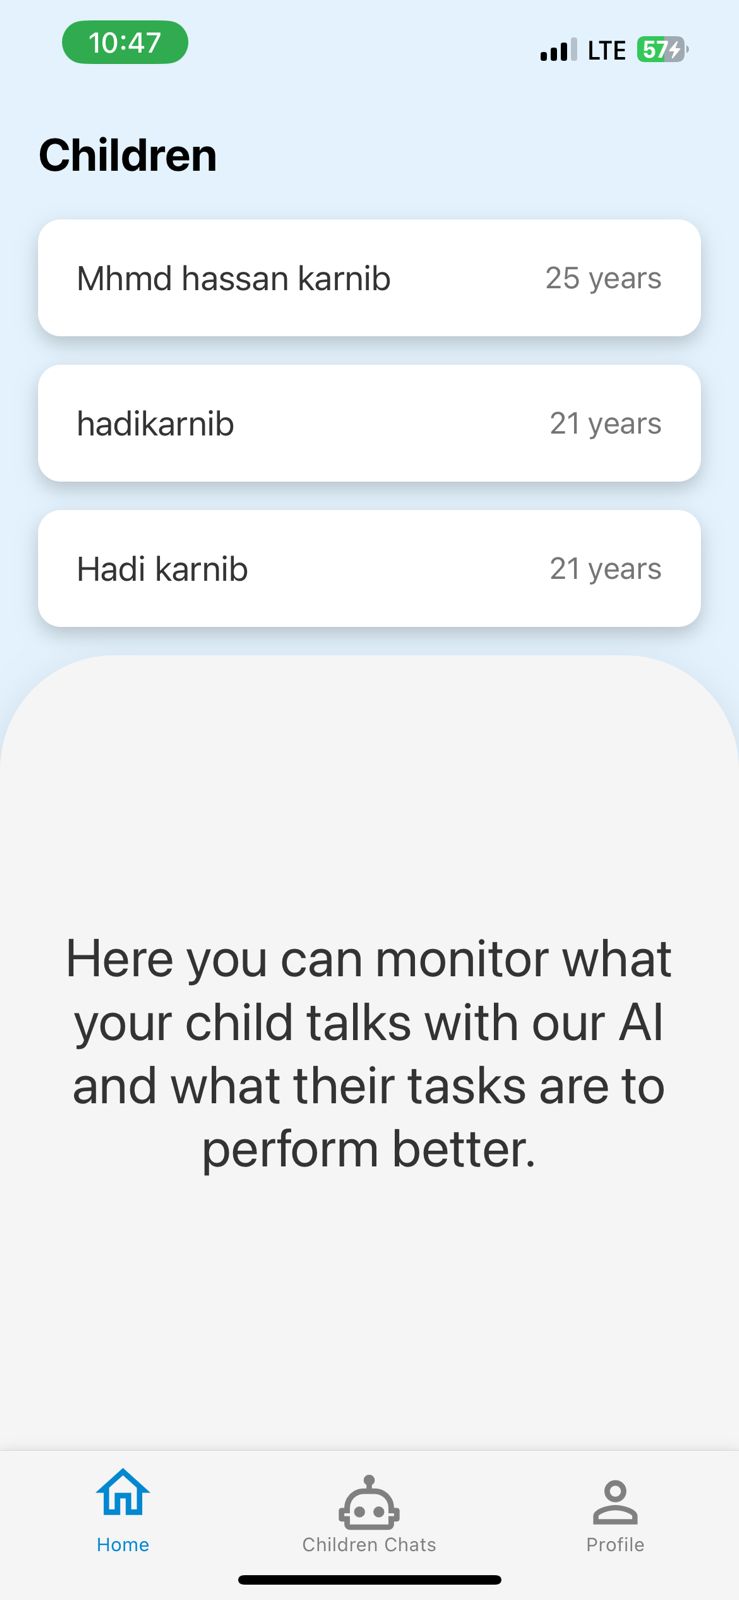 10:47
LTE
57
Children
Mhmd hassan karnib 25 years
hadikarnib 21 years
Hadi karnib 21 years
Here you can monitor what
your child talks with our AI
and what their tasks are to
perform better.
Home Children Chats Profile